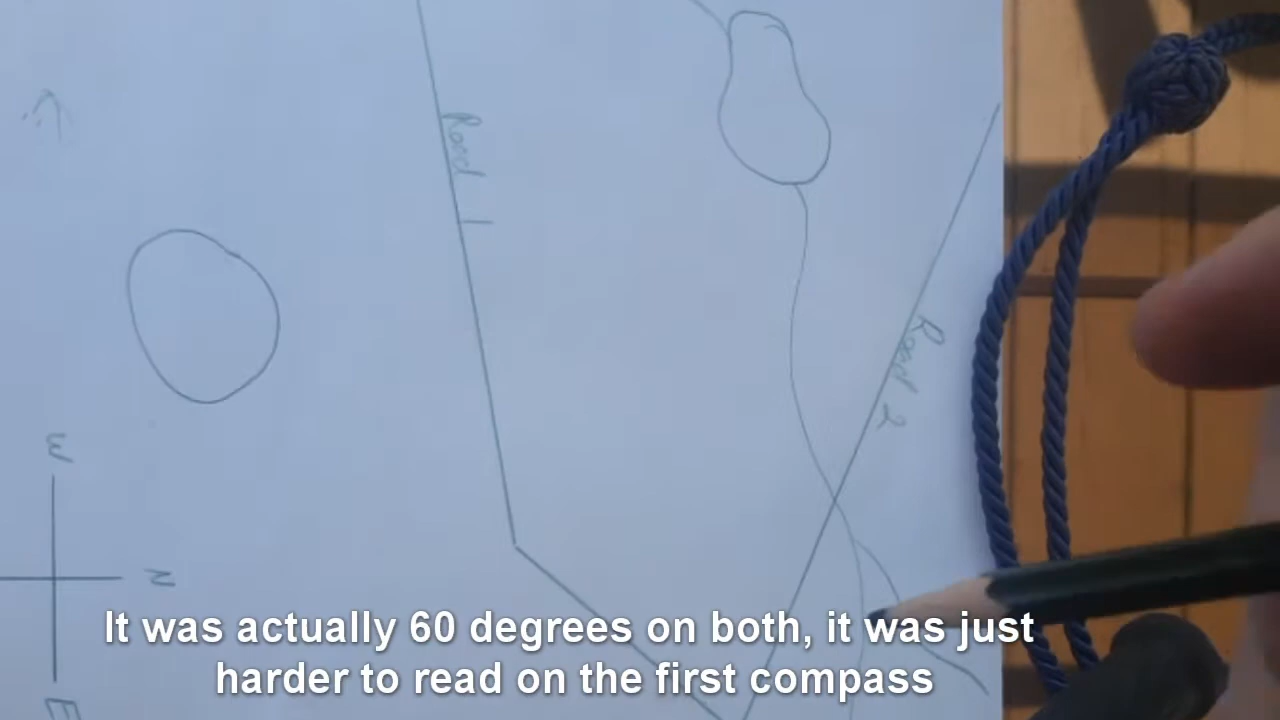 Road 1
Road 2
W
N
E
It was actually 60 degrees on both, it was just
harder to read on the first compass